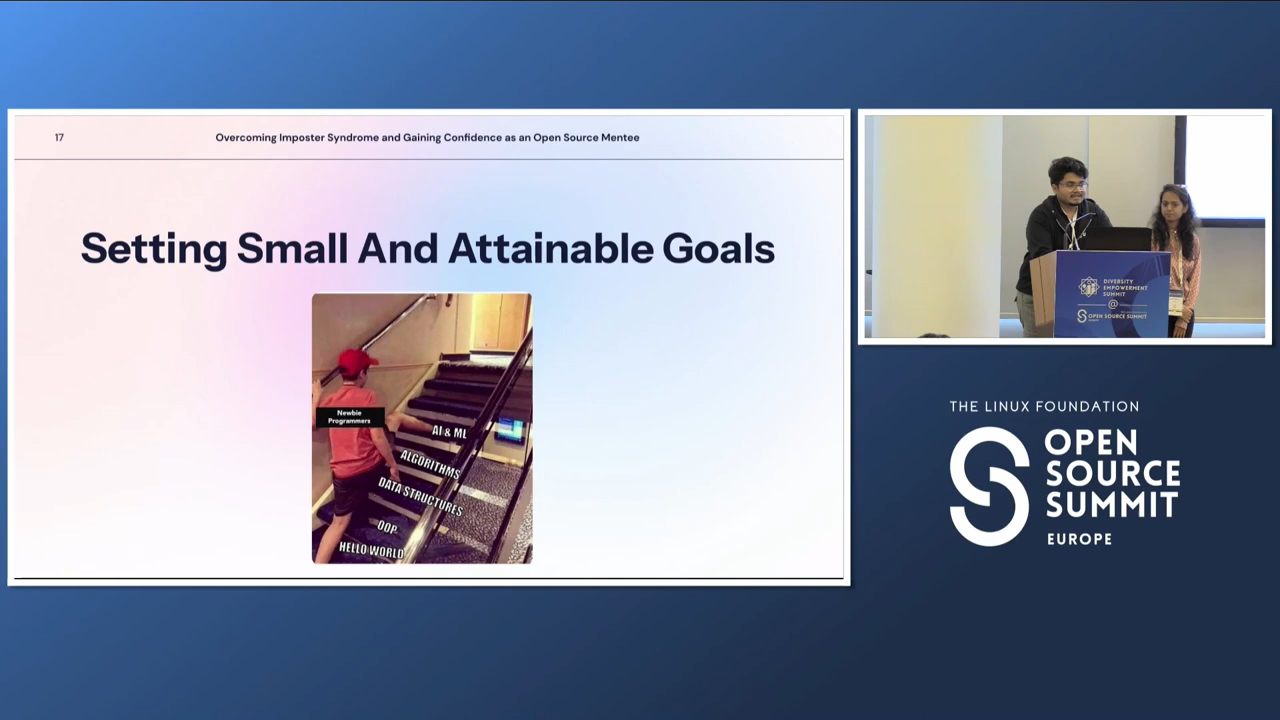 17
Overcoming Imposter Syndrome and Gaining Confidence as an Open Source Mentee
Setting Small And Attainable Goals
Newbie
Programmers
AI & ML
ALGORITHMS
DATA STRUCTURES
OOP
HELLO WORLD
DIVERSITY
EMPOWERMENT
SUMMIT
@
OPEN SOURCE SUMMIT
THE LINUX FOUNDATION
OPEN
SOURCE
SUMMIT
EUROPE